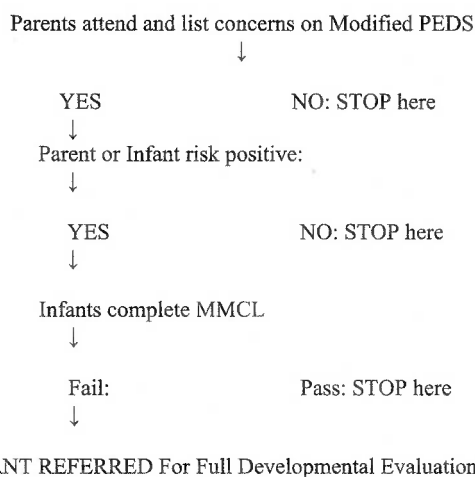 Parents attend and list concerns on Modified PEDS
↓
YES NO: STOP here
↓
Parent or Infant risk positive:
↓
YES NO: STOP here
↓
Infants complete MMCL
↓
Fail: Pass: STOP here
↓
ANT REFERRED For Full Developmental Evaluation